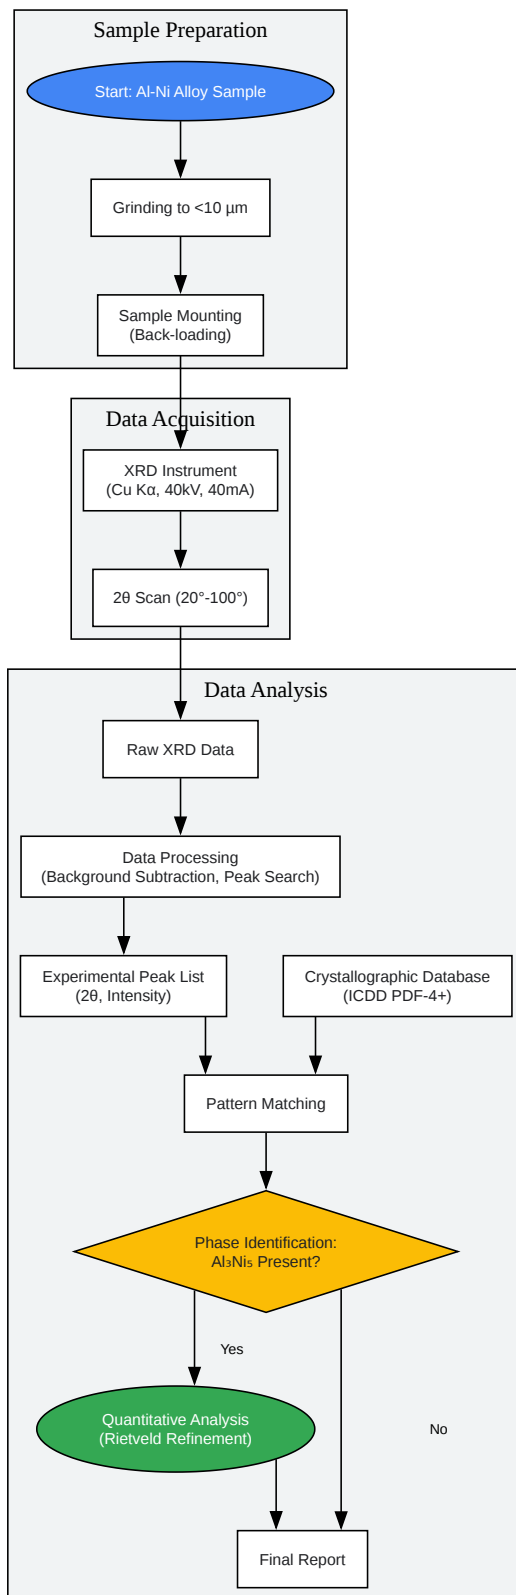 Sample Preparation
Start: Al-Ni Alloy Sample
Grinding to <10 µm
Sample Mounting
(Back-loading)
Data Acquisition
XRD Instrument
(Cu Kα, 40kV, 40mA)
2θ Scan (20°-100°)
Data Analysis
Raw XRD Data
Data Processing
(Background Subtraction, Peak Search)
Experimental Peak List
(2θ, Intensity)
Crystallographic Database
(ICDD PDF-4+)
Pattern Matching
Phase Identification:
Al₃Ni₅ Present?
Yes
Quantitative Analysis
(Rietveld Refinement)
No
Final Report